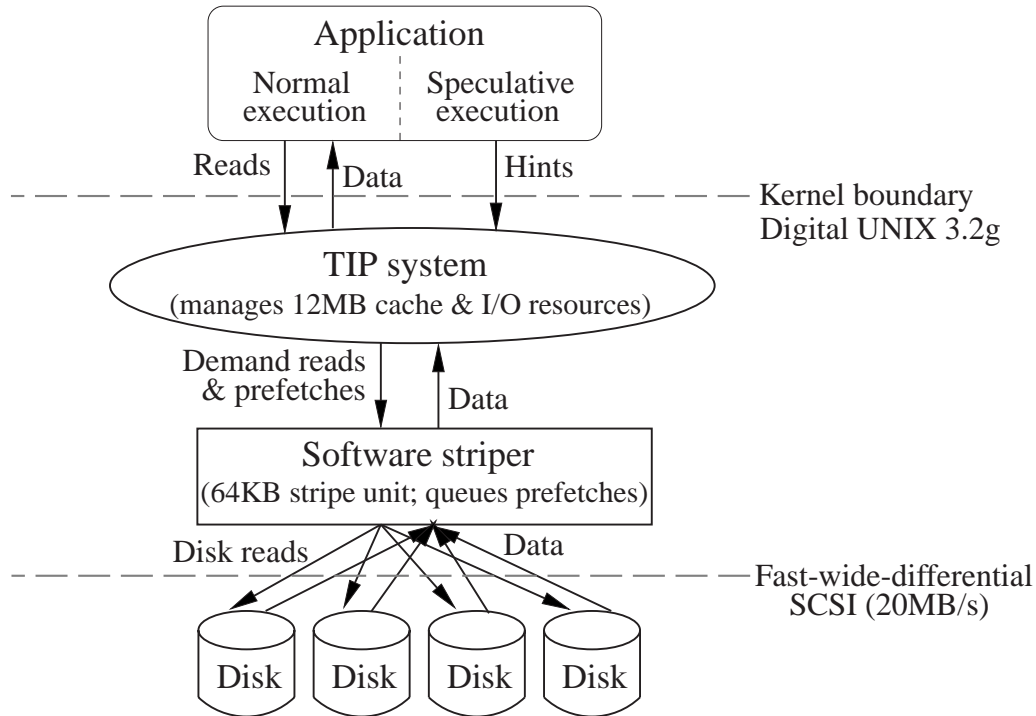 Application
Normal
execution
Speculative
execution
Reads
Data
Hints
Kernel boundary
Digital UNIX 3.2g
TIP system
(manages 12MB cache & I/O resources)
Demand reads
& prefetches
Data
Software striper
(64KB stripe unit; queues prefetches)
Disk reads
Data
Fast-wide-differential
SCSI (20MB/s)
Disk
Disk
Disk
Disk